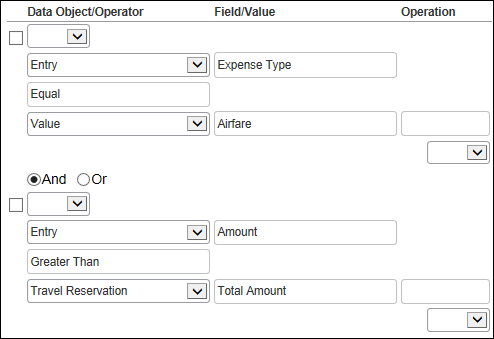 Data Object/Operator Field/Value Operation
Entry Expense Type
Equal
Value Airfare
And Or
Entry Amount
Greater Than
Travel Reservation Total Amount